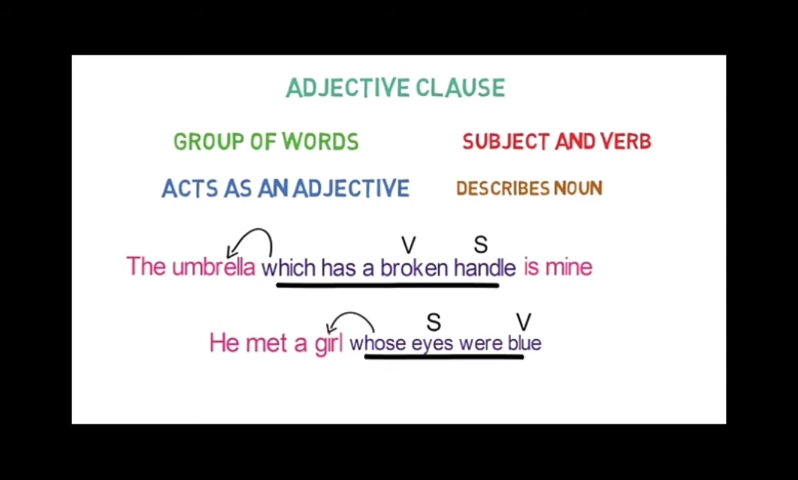 ADJECTIVE CLAUSE
GROUP OF WORDS SUBJECT AND VERB
ACTS AS AN ADJECTIVE DESCRIBES NOUN
V S
The umbrella which has a broken handle is mine
S V
He met a girl whose eyes were blue